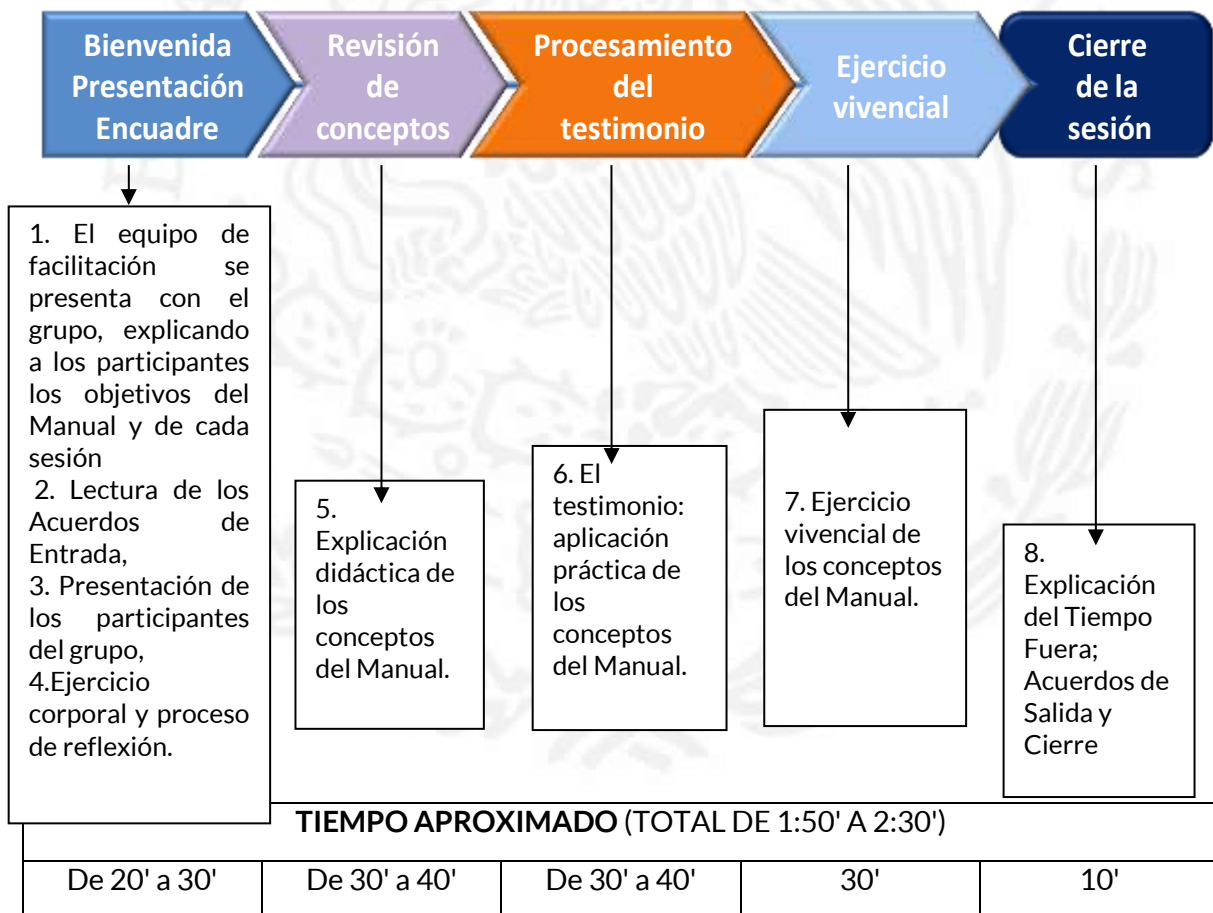 Bienvenida
Presentación
Encuadre
Revisión
de
conceptos
Procesamiento
del
testimonio
Ejercicio
vivencial
Cierre
de la
sesión
1. El equipo de
facilitación se
presenta con el
grupo, explicando
a los participantes
los objetivos del
Manual y de cada
sesión
2. Lectura de los
Acuerdos de
Entrada,
3. Presentación de
los participantes
del grupo,
4.Ejercicio
corporal y proceso
de reflexión.
5.
Explicación
didáctica de
los
conceptos
del Manual.
6. El
testimonio:
aplicación
práctica de
los
conceptos
del Manual.
7. Ejercicio
vivencial de
los conceptos
del Manual.
8.
Explicación
del Tiempo
Fuera;
Acuerdos de
Salida y
Cierre
TIEMPO APROXIMADO (TOTAL DE 1:50' A 2:30')
De 20' a 30'
De 30' a 40'
De 30' a 40'
30'
10'